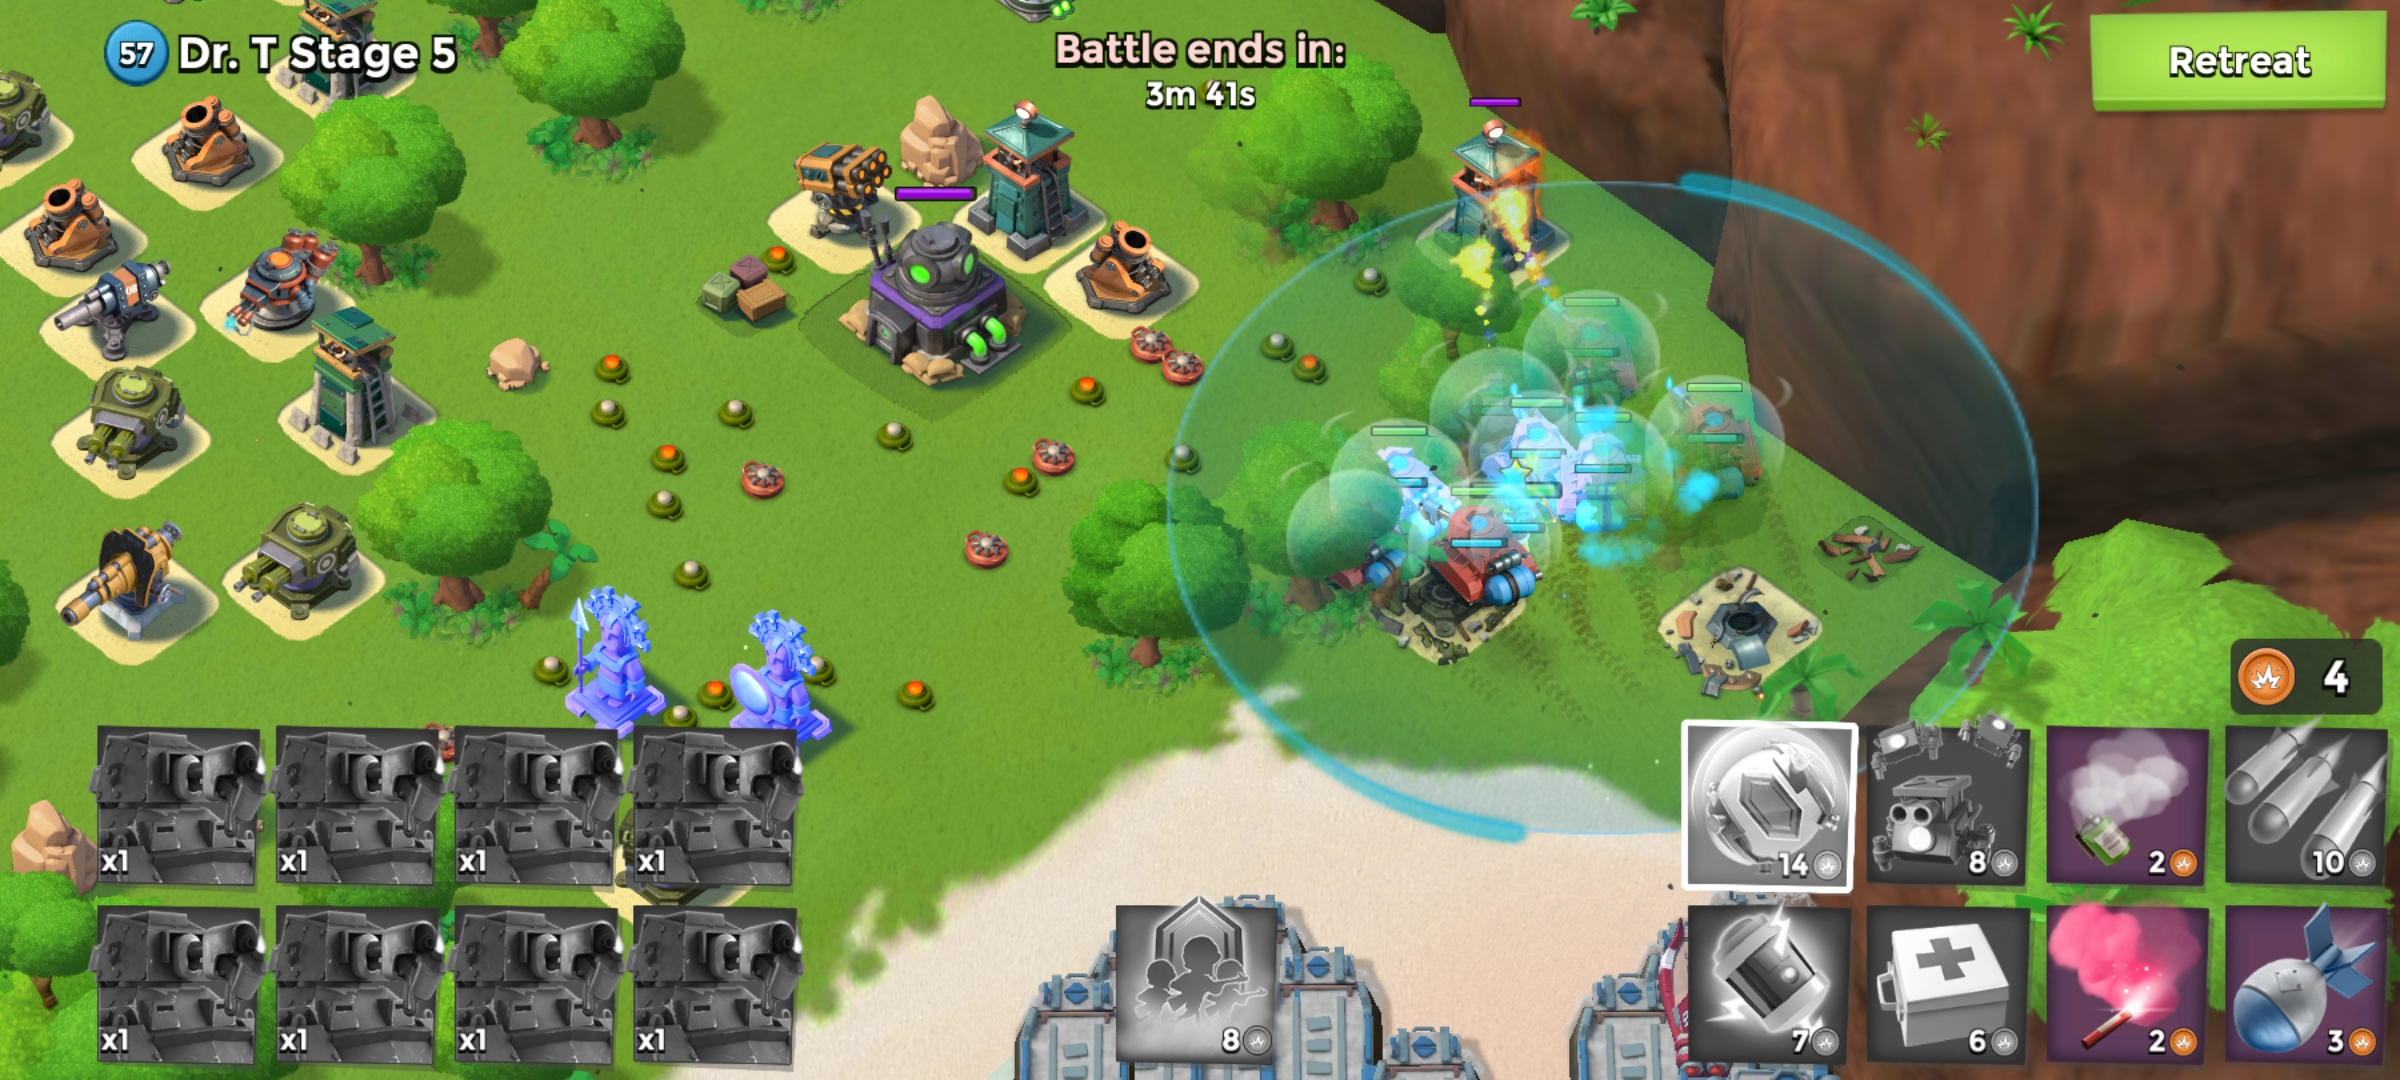 57 Dr. T Stage 5
Battle ends in:
3m 41s
Retreat
08
4
x1 x1 x1 x1
14 8 2 10
x1 x1 x1 x1
8
7 6 2 3